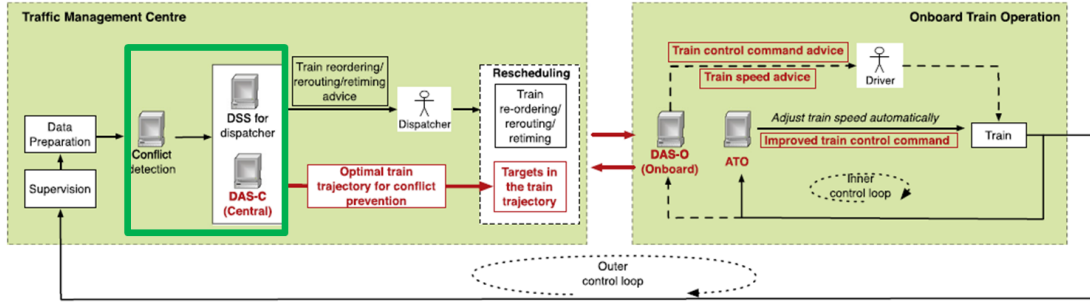 Traffic Management Centre
Onboard Train Operation
Train reordering/
rerouting/retiming
advice
DSS for
dispatcher
Dispatcher
Rescheduling
Train
re-ordering/
rerouting/
retiming
Data
Preparation
Conflict
detection
Supervision
DAS-C
(Central)
Optimal train
trajectory for conflict
prevention
Targets in
the train
trajectory
Train control command advice
Train speed advice
Driver
DAS-O
(Onboard)
ATO
Adjust train speed automatically
Improved train control command
Train
Inner
control loop
Outer
control loop